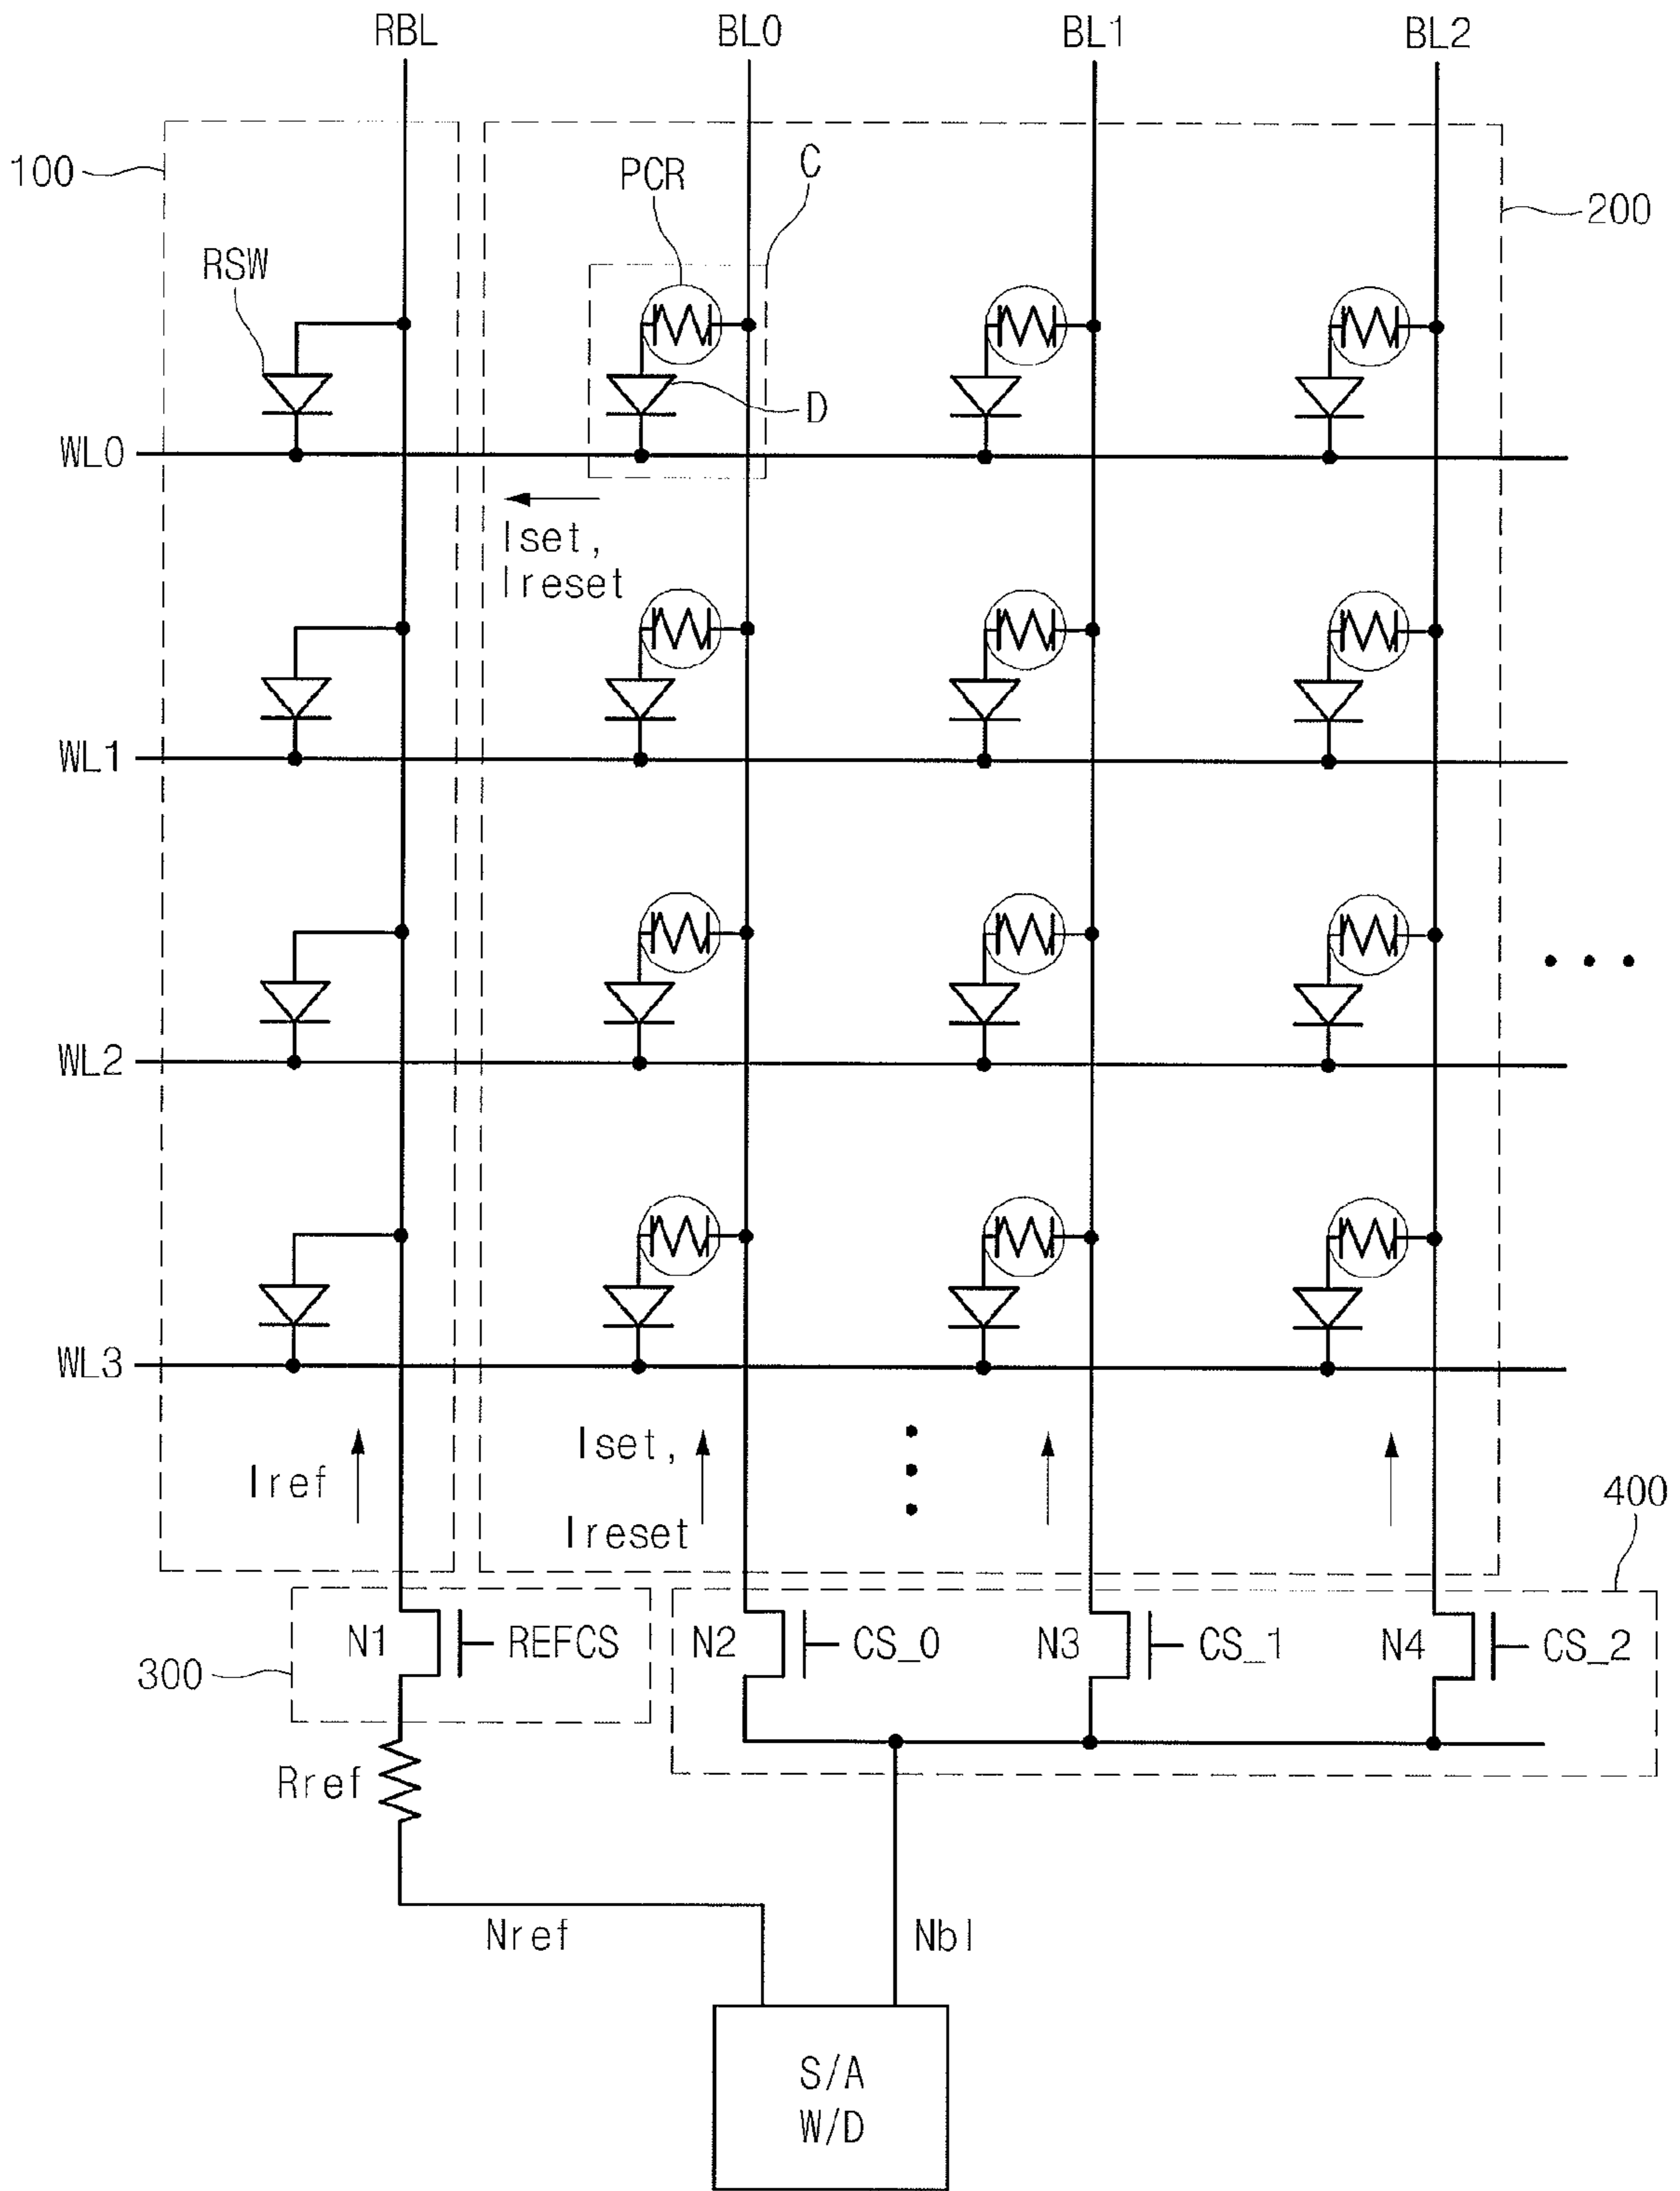 RBL
BL0
BL1
BL2
100
PCR
C
200
RSW
D
WL0
Iset,
Ireset
WL1
WL2
WL3
Iref
Iset,
Ireset
400
N1
REFCS
N2
CS_0
N3
CS_1
N4
CS_2
300
Rref
Nref
Nbl
S/A
W/D